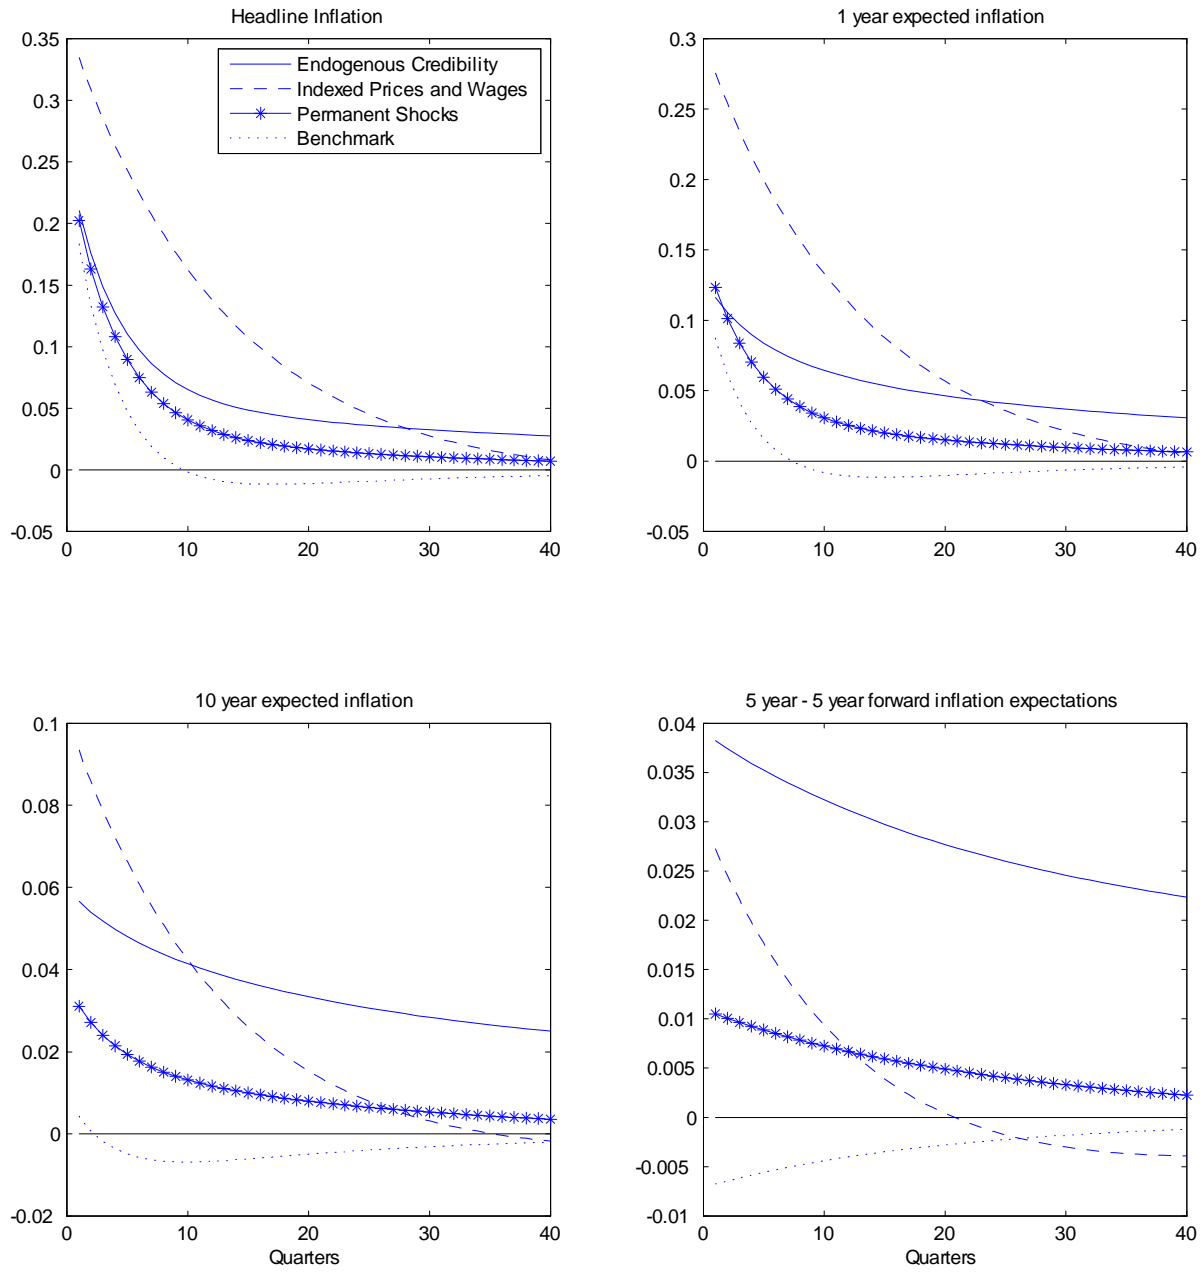 Headline Inflation
0.35
0.3
0.25
0.2
0.15
0.1
0.05
0
-0.05
0 10 20 30 40
Endogenous Credibility
Indexed Prices and Wages
Permanent Shocks
Benchmark
1 year expected inflation
0.3
0.25
0.2
0.15
0.1
0.05
0
-0.05
0 10 20 30 40
10 year expected inflation
0.1
0.08
0.06
0.04
0.02
0
-0.02
0 10 20 30 40
Quarters
5 year - 5 year forward inflation expectations
0.04
0.035
0.03
0.025
0.02
0.015
0.01
0.005
0
-0.005
-0.01
0 10 20 30 40
Quarters